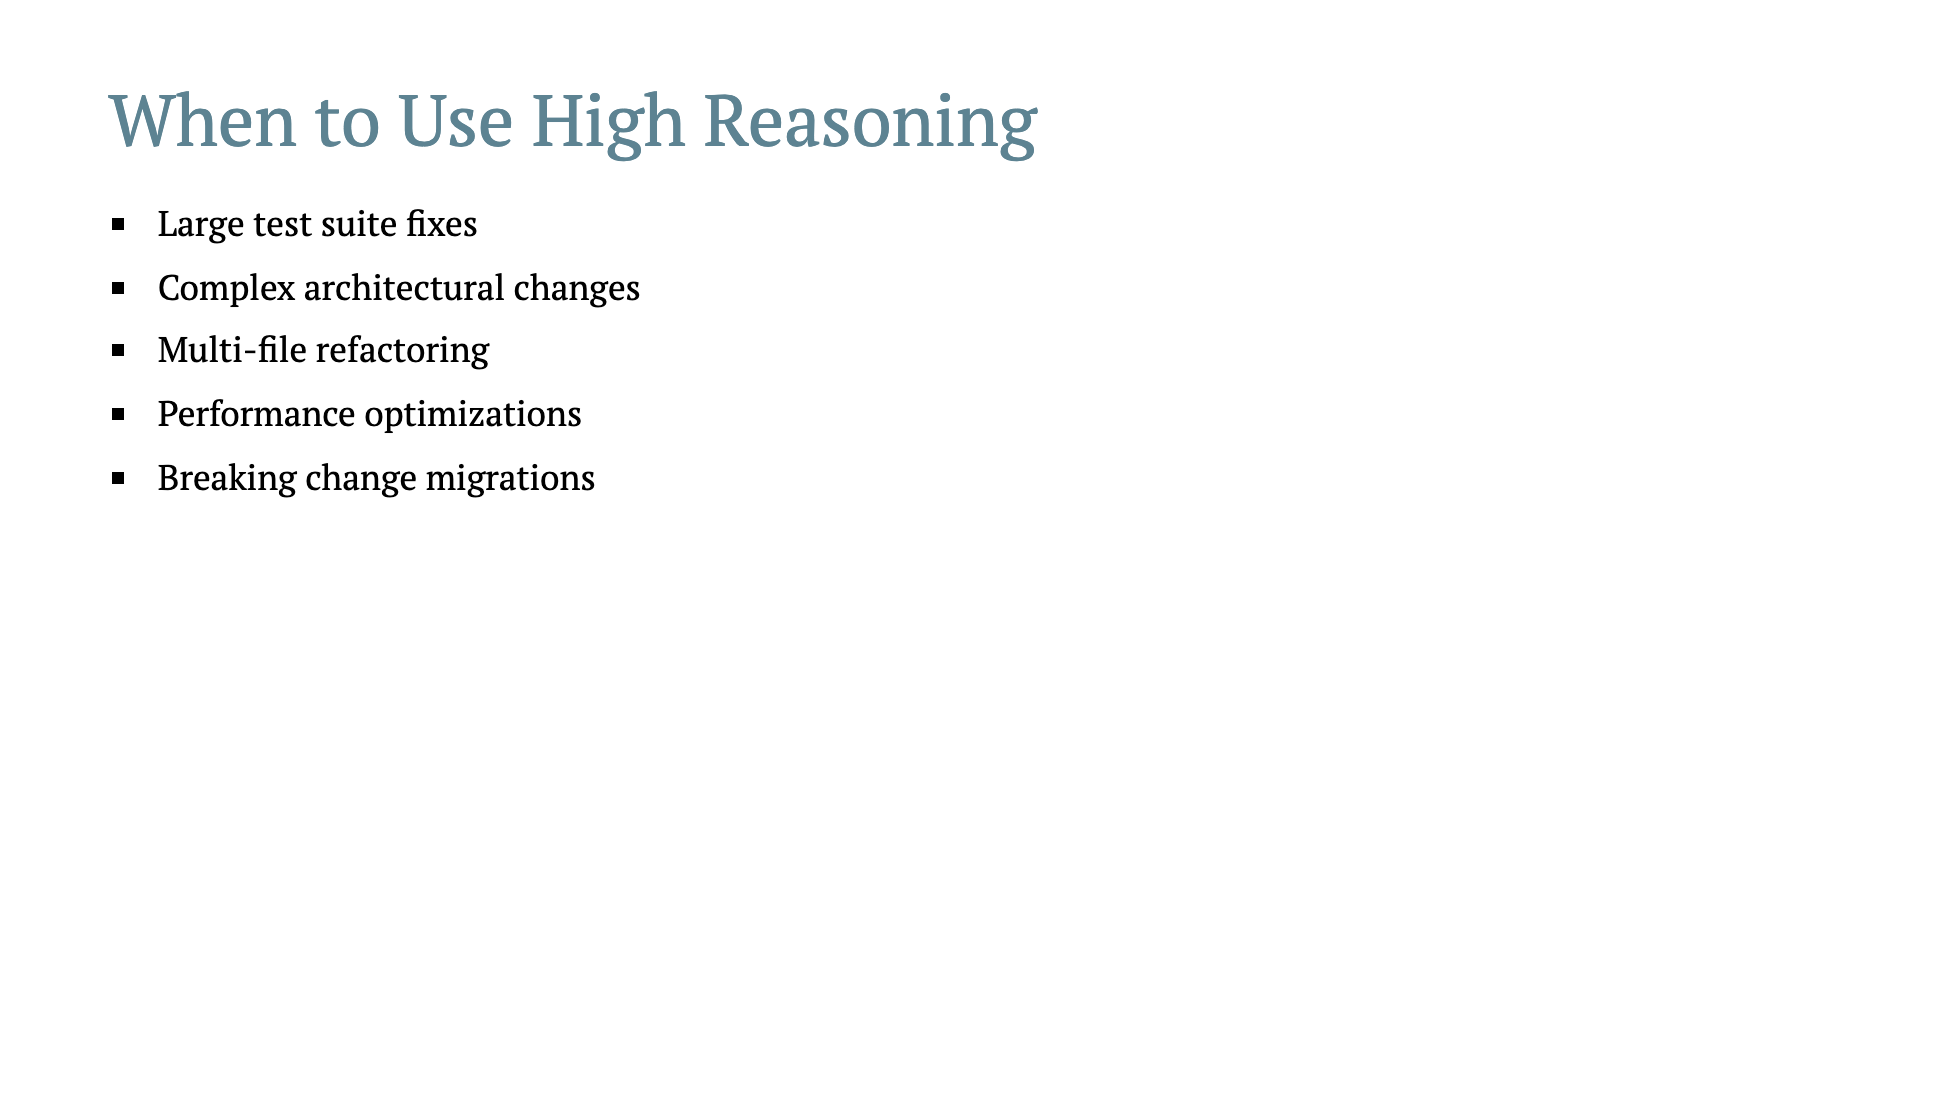 When to Use High Reasoning
▪ Large test suite fixes
▪ Complex architectural changes
▪ Multi-file refactoring
▪ Performance optimizations
▪ Breaking change migrations